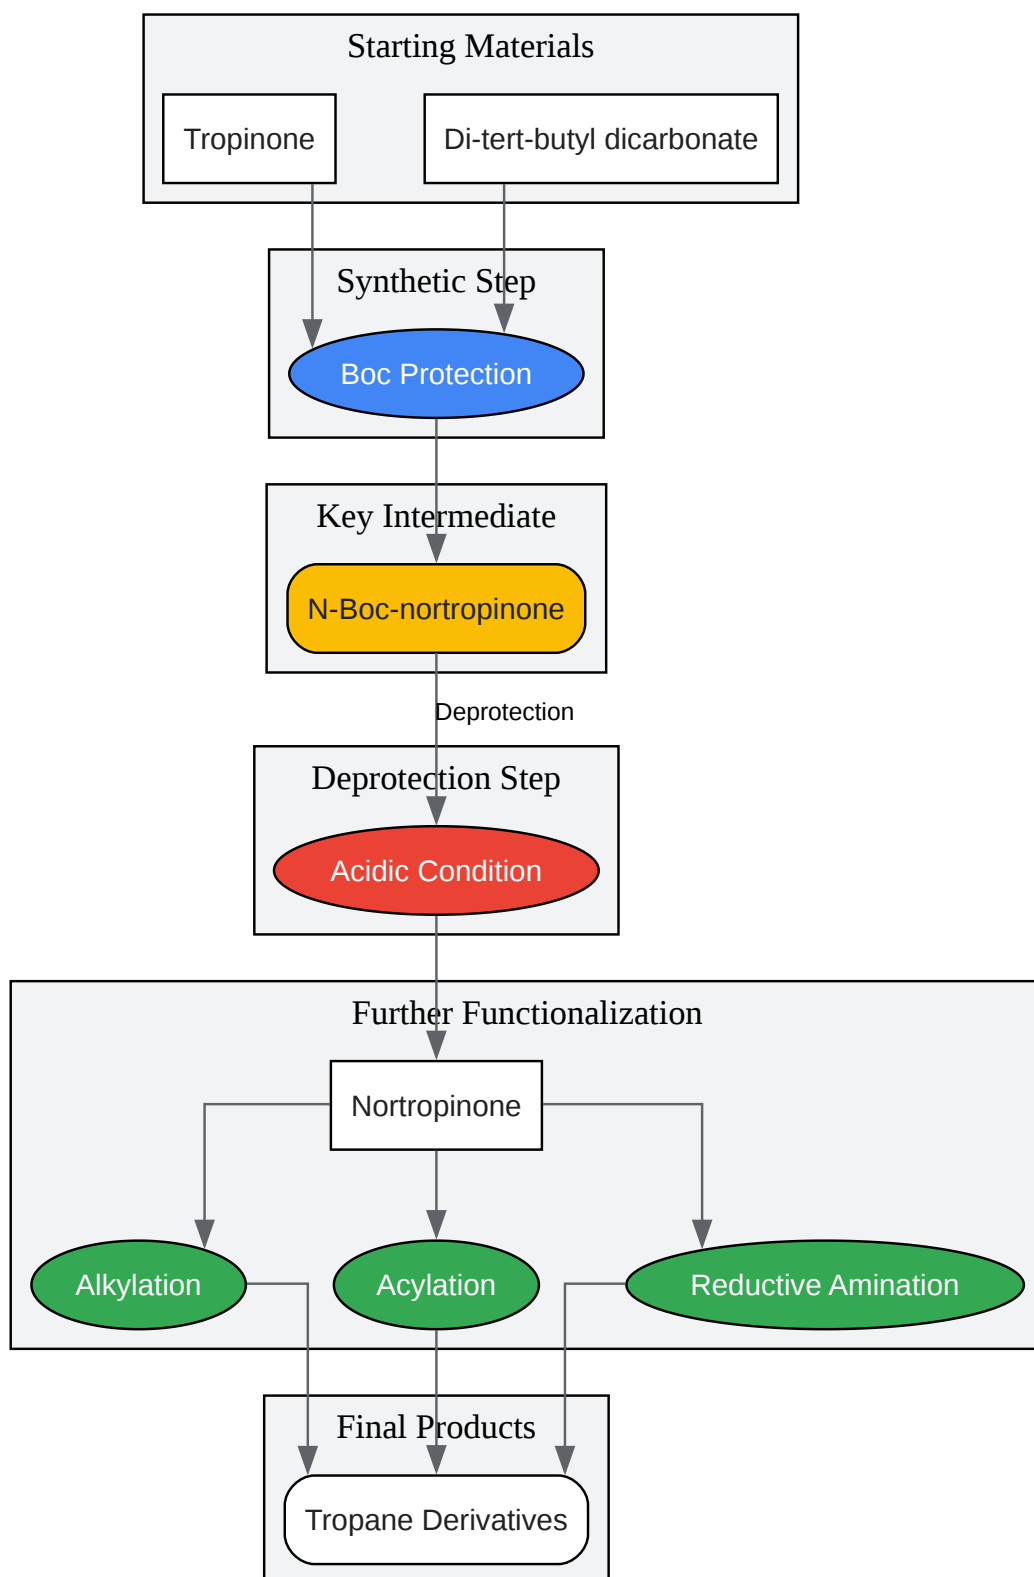 Starting Materials
Tropinone
Di-tert-butyl dicarbonate
Synthetic Step
Boc Protection
Key Intermediate
N-Boc-nortropinone
Deprotection
Deprotection Step
Acidic Condition
Further Functionalization
Nortropinone
Alkylation
Acylation
Reductive Amination
Final Products
Tropane Derivatives